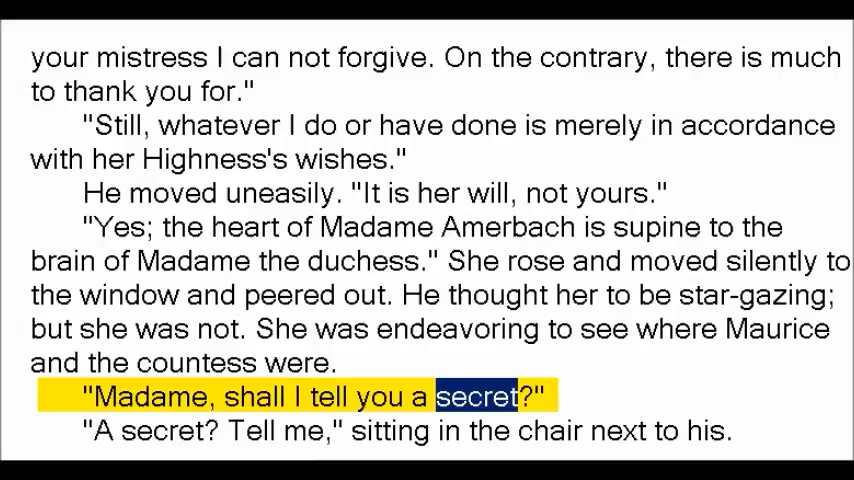 your mistress I can not forgive. On the contrary, there is much
to thank you for."
"Still, whatever I do or have done is merely in accordance
with her Highness's wishes."
He moved uneasily. "It is her will, not yours."
"Yes; the heart of Madame Amerbach is supine to the
brain of Madame the duchess." She rose and moved silently to
the window and peered out. He thought her to be star-gazing;
but she was not. She was endeavoring to see where Maurice
and the countess were.
"Madame, shall I tell you a secret?"
"A secret? Tell me," sitting in the chair next to his.